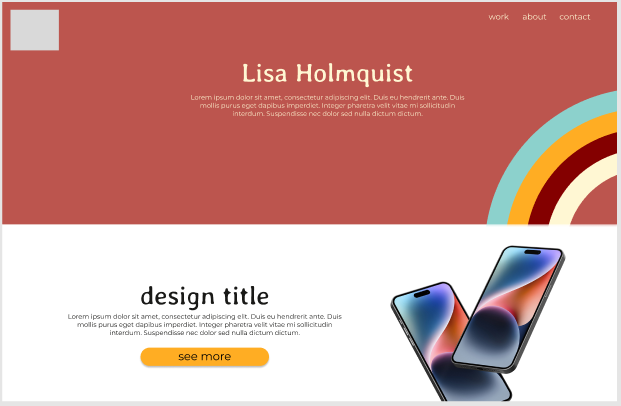 work about contact
Lisa Holmquist
Lorem ipsum dolor sit amet, consectetur adipiscing elit. Duis eu hendrerit ante. Duis
mollis purus eget dapibus imperdiet. Integer pharetra velit vitae mi sollicitudin
interdum. Suspendisse nec dolor sed nulla dictum dictum.
design title
Lorem ipsum dolor sit amet, consectetur adipiscing elit. Duis eu hendrerit ante. Duis
mollis purus eget dapibus imperdiet. Integer pharetra velit vitae mi sollicitudin
interdum. Suspendisse nec dolor sed nulla dictum dictum.
see more